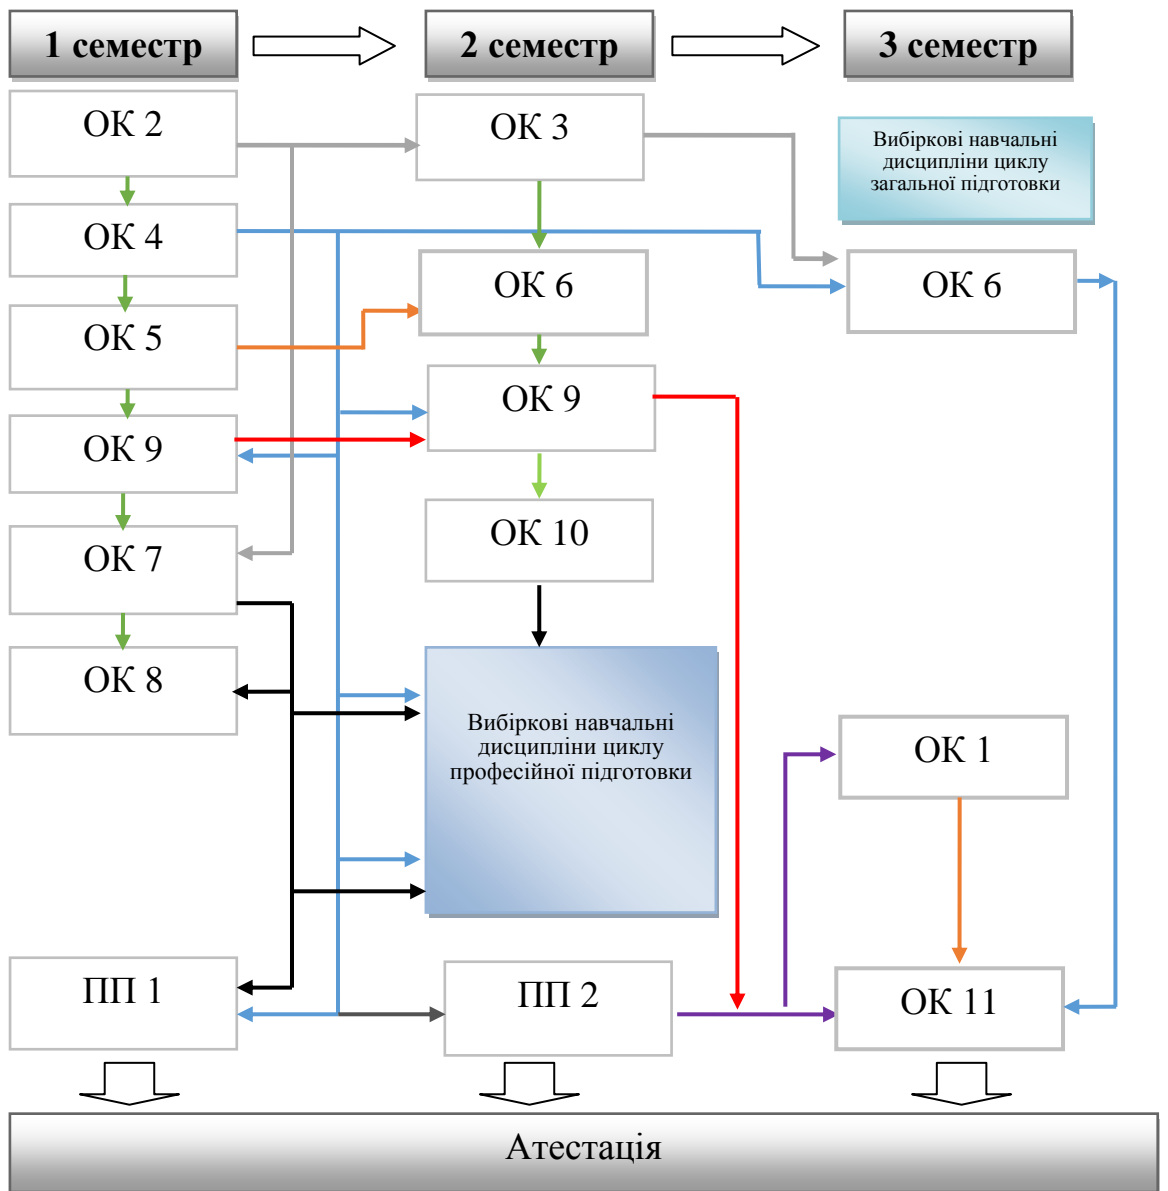 1 семестр
2 семестр
3 семестр
ОК 2
ОК 4
ОК 5
ОК 9
ОК 7
ОК 8
ПП 1
ОК 3
ОК 6
ОК 9
ОК 10
Вибіркові навчальні
дисципліни циклу
професійної підготовки
ПП 2
Вибіркові навчальні
дисципліни циклу
загальної підготовки
ОК 6
ОК 1
ОК 11
Атестація